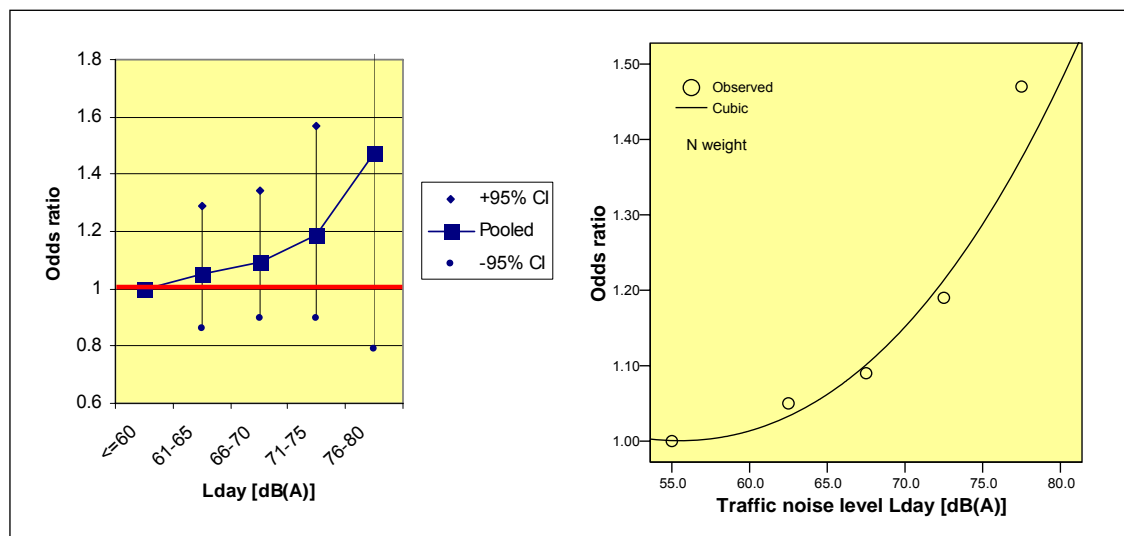 1.8
1.6
1.4
1.2
1
0.8
0.6
Odds ratio
<=60
61-65
66-70
71-75
76-80
Lday [dB(A)]
+95% CI
Pooled
-95% CI
1.50
1.40
1.30
1.20
1.10
1.00
Odds ratio
Observed
Cubic
N weight
55.0 60.0 65.0 70.0 75.0 80.0
Traffic noise level Lday [dB(A)]